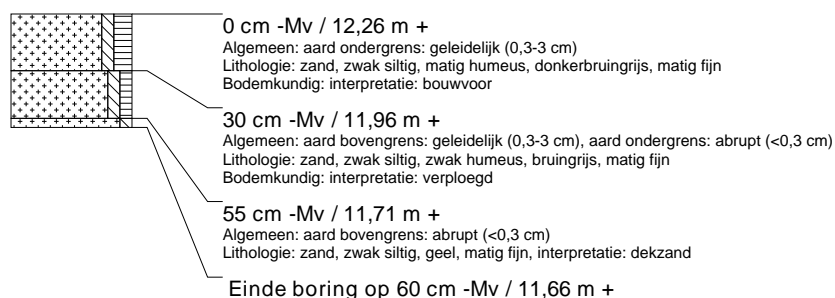 0 cm -Mv / 12,26 m +
Algemeen: aard ondergrens: geleidelijk (0,3-3 cm)
Lithologie: zand, zwak siltig, matig humeus, donkerbruingrijs, matig fijn
Bodemkundig: interpretatie: bouwvoor
30 cm -Mv / 11,96 m +
Algemeen: aard bovengrens: geleidelijk (0,3-3 cm), aard ondergrens: abrupt (<0,3 cm)
Lithologie: zand, zwak siltig, zwak humeus, bruingrijs, matig fijn
Bodemkundig: interpretatie: verploegd
55 cm -Mv / 11,71 m +
Algemeen: aard bovengrens: abrupt (<0,3 cm)
Lithologie: zand, zwak siltig, geel, matig fijn, interpretatie: dekzand
Einde boring op 60 cm -Mv / 11,66 m +